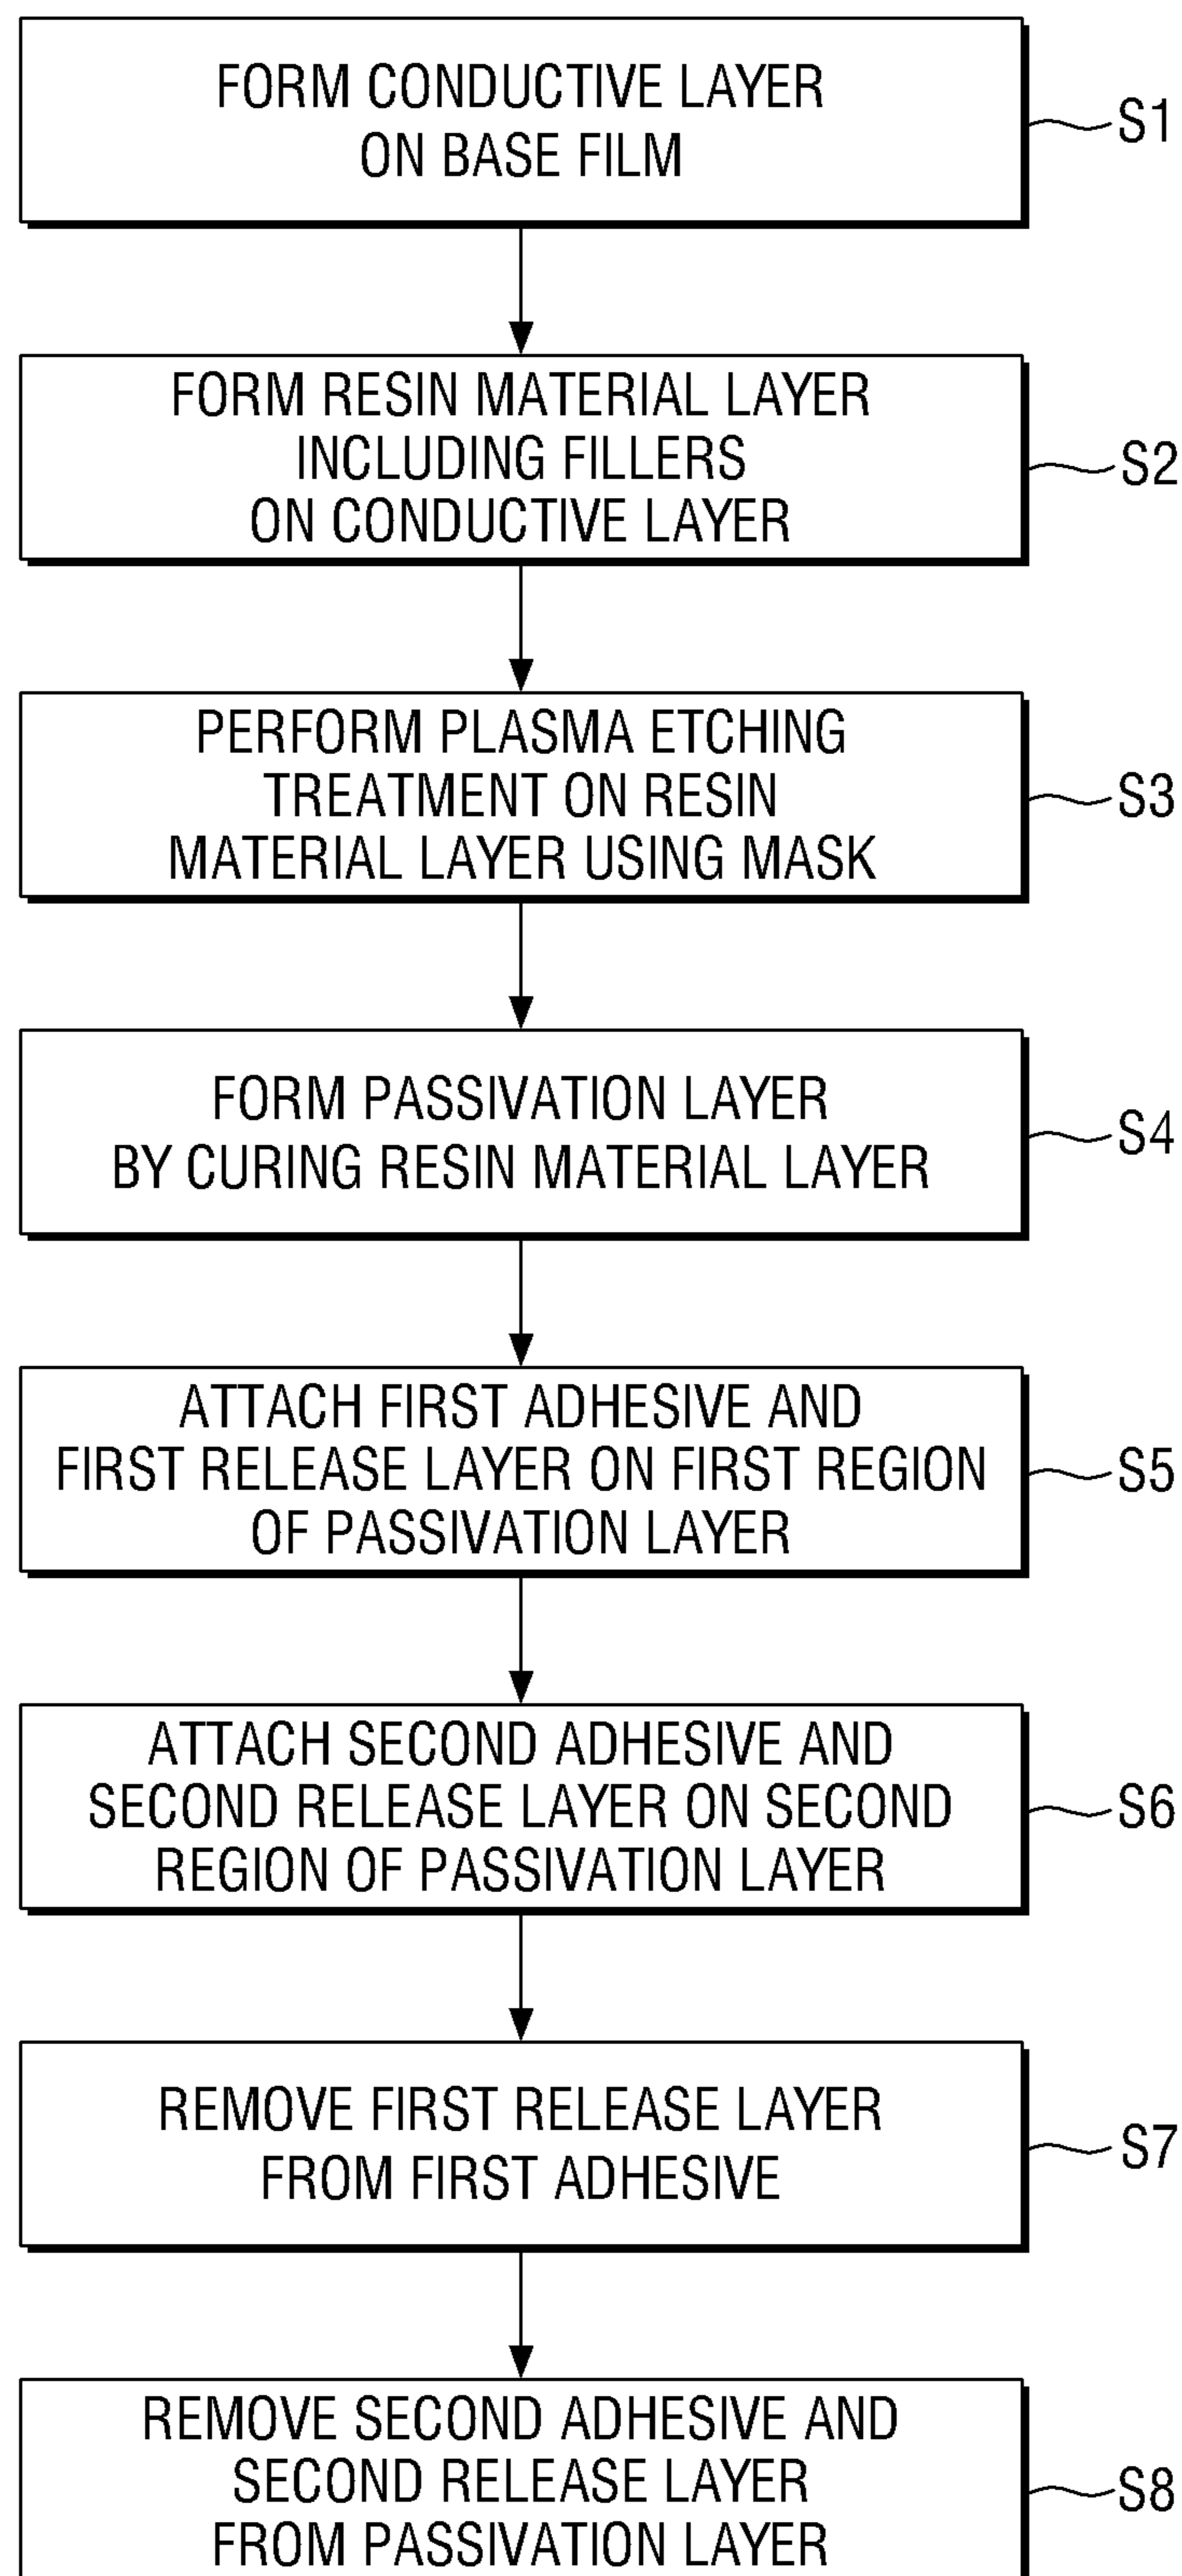 FORM CONDUCTIVE LAYER
ON BASE FILM
S1
FORM RESIN MATERIAL LAYER
INCLUDING FILLERS
ON CONDUCTIVE LAYER
S2
PERFORM PLASMA ETCHING
TREATMENT ON RESIN
MATERIAL LAYER USING MASK
S3
FORM PASSIVATION LAYER
BY CURING RESIN MATERIAL LAYER
S4
ATTACH FIRST ADHESIVE AND
FIRST RELEASE LAYER ON FIRST REGION
OF PASSIVATION LAYER
S5
ATTACH SECOND ADHESIVE AND
SECOND RELEASE LAYER ON SECOND
REGION OF PASSIVATION LAYER
S6
REMOVE FIRST RELEASE LAYER
FROM FIRST ADHESIVE
S7
REMOVE SECOND ADHESIVE AND
SECOND RELEASE LAYER
FROM PASSIVATION LAYER
S8